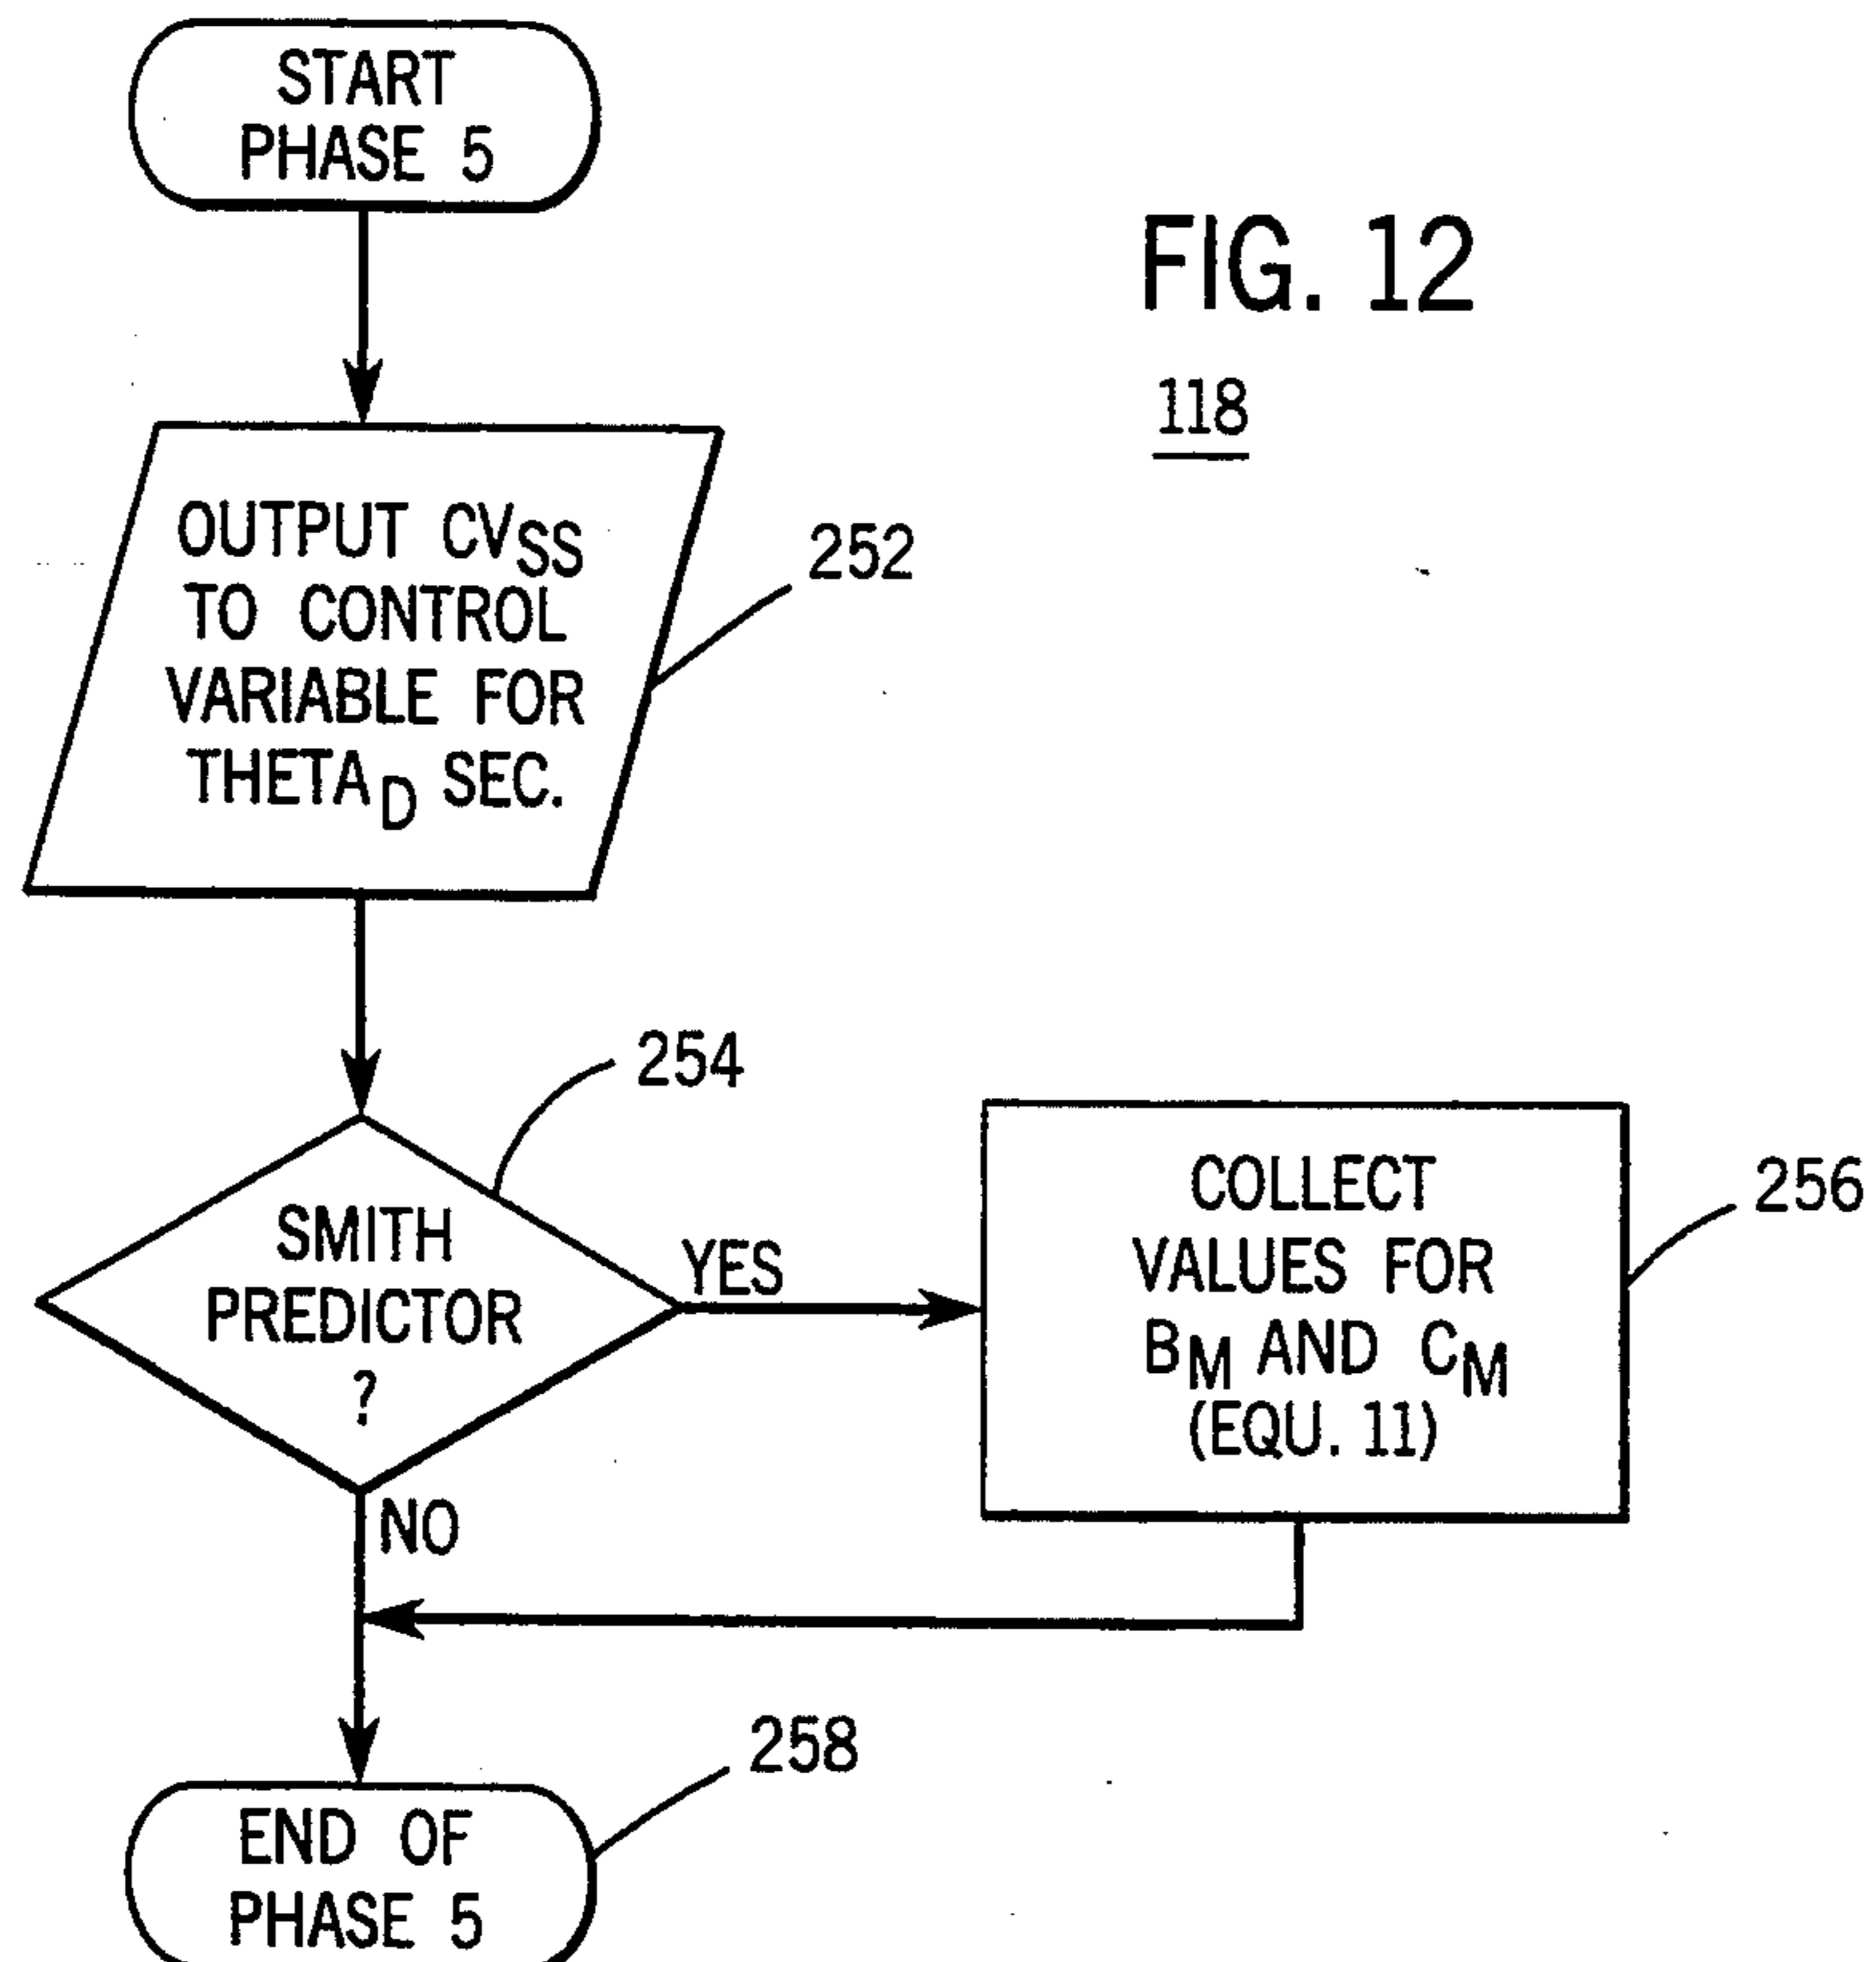 START
PHASE 5
FIG. 12
118
OUTPUT CVSS
TO CONTROL
VARIABLE FOR
THETAD SEC.
252
254
SMITH
PREDICTOR
?
YES
NO
COLLECT
VALUES FOR
BM AND CM
(EQU. 11)
256
258
END OF
PHASE 5